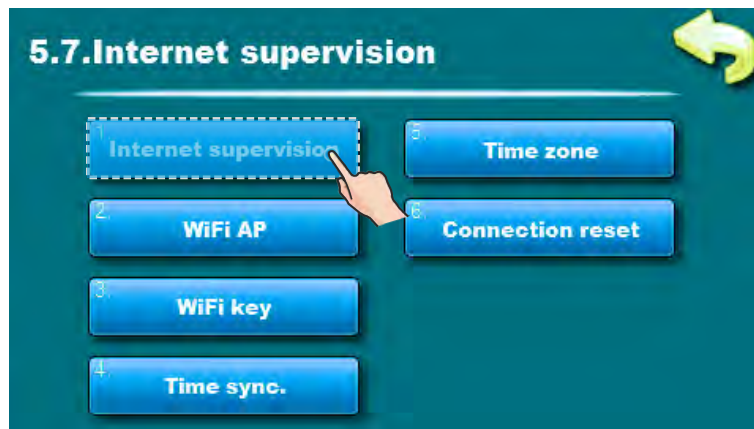 5.7.Internet supervision
1.
Internet supervision
2.
WiFi AP
3.
WiFi key
4.
Time sync.
5.
Time zone
6.
Connection reset